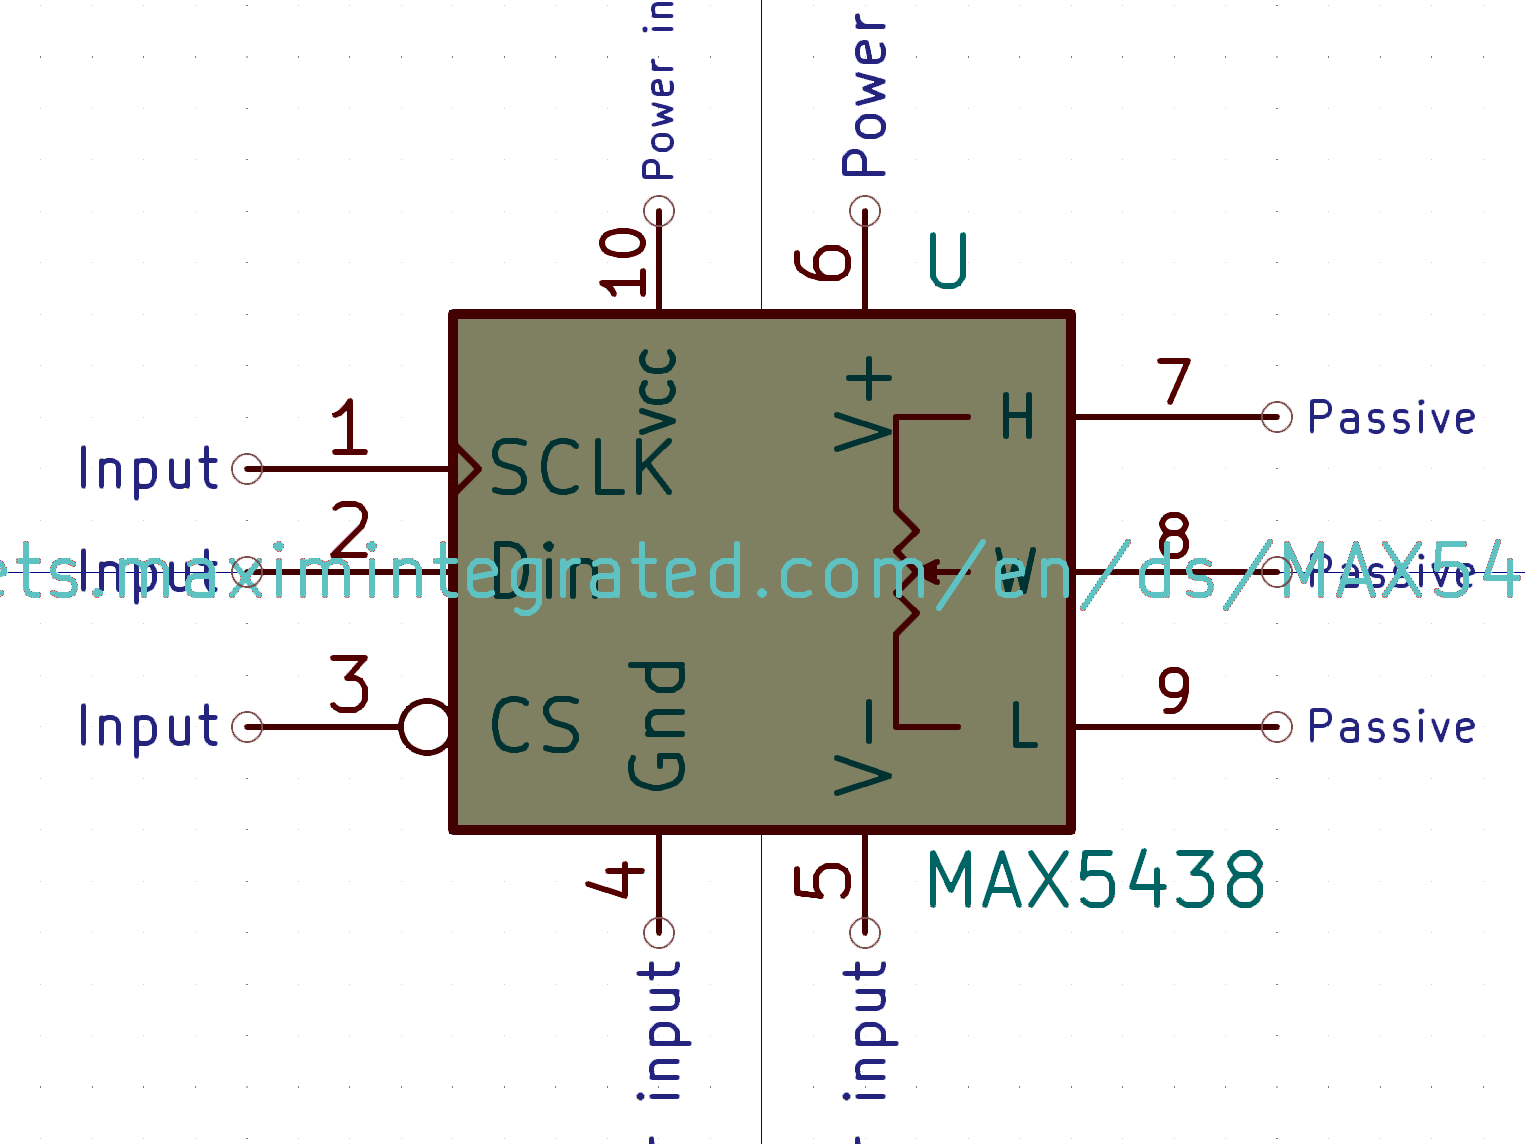 Power in
Power
10
6
U
vcc
V+
7
H
Passive
1
Input
SCLK
2
8
Input
Din
W
Passive
ets.maximintegrated.com/en/ds/MAX54
3
9
Input
CS
Gnd
V-
L
Passive
4
5
MAX5438
input
input